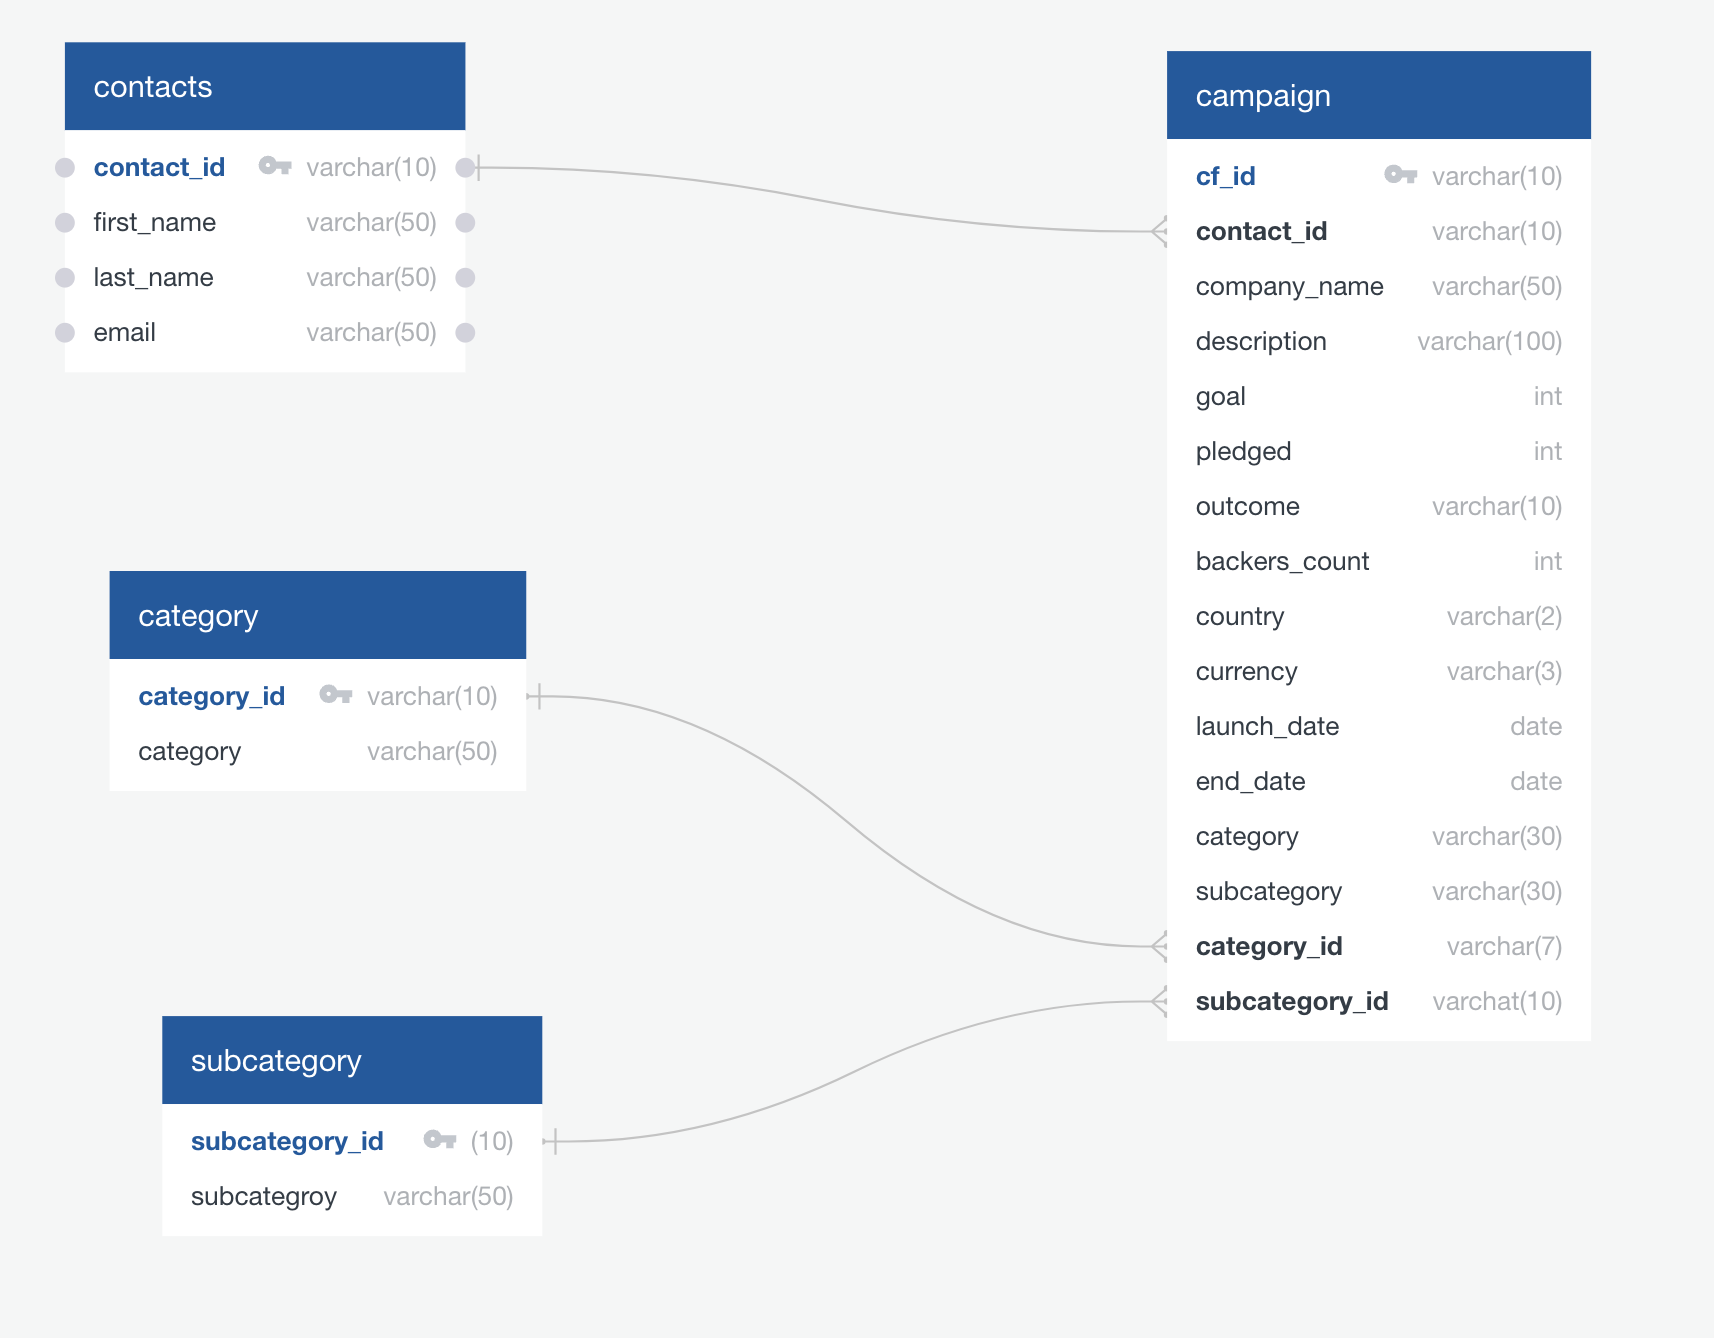 contacts
contact_id varchar(10)
first_name varchar(50)
last_name varchar(50)
email varchar(50)
campaign
cf_id varchar(10)
contact_id varchar(10)
company_name varchar(50)
description varchar(100)
goal int
pledged int
outcome varchar(10)
backers_count int
country varchar(2)
currency varchar(3)
launch_date date
end_date date
category varchar(30)
subcategory varchar(30)
category_id varchar(7)
subcategory_id varchat(10)
category
category_id varchar(10)
category varchar(50)
subcategory
subcategory_id (10)
subcategroy varchar(50)